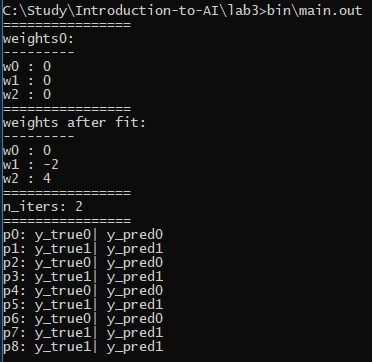 C:\Study\Introduction-to-AI\lab3>bin\main.out
================
weights0:
---------
w0 : 0
w1 : 0
w2 : 0
================
weights after fit:
---------
w0 : 0
w1 : -2
w2 : 4
================
n_iters: 2
================
p0: y_true0| y_pred0
p1: y_true1| y_pred1
p2: y_true0| y_pred0
p3: y_true1| y_pred1
p4: y_true0| y_pred0
p5: y_true1| y_pred1
p6: y_true0| y_pred0
p7: y_true1| y_pred1
p8: y_true1| y_pred1